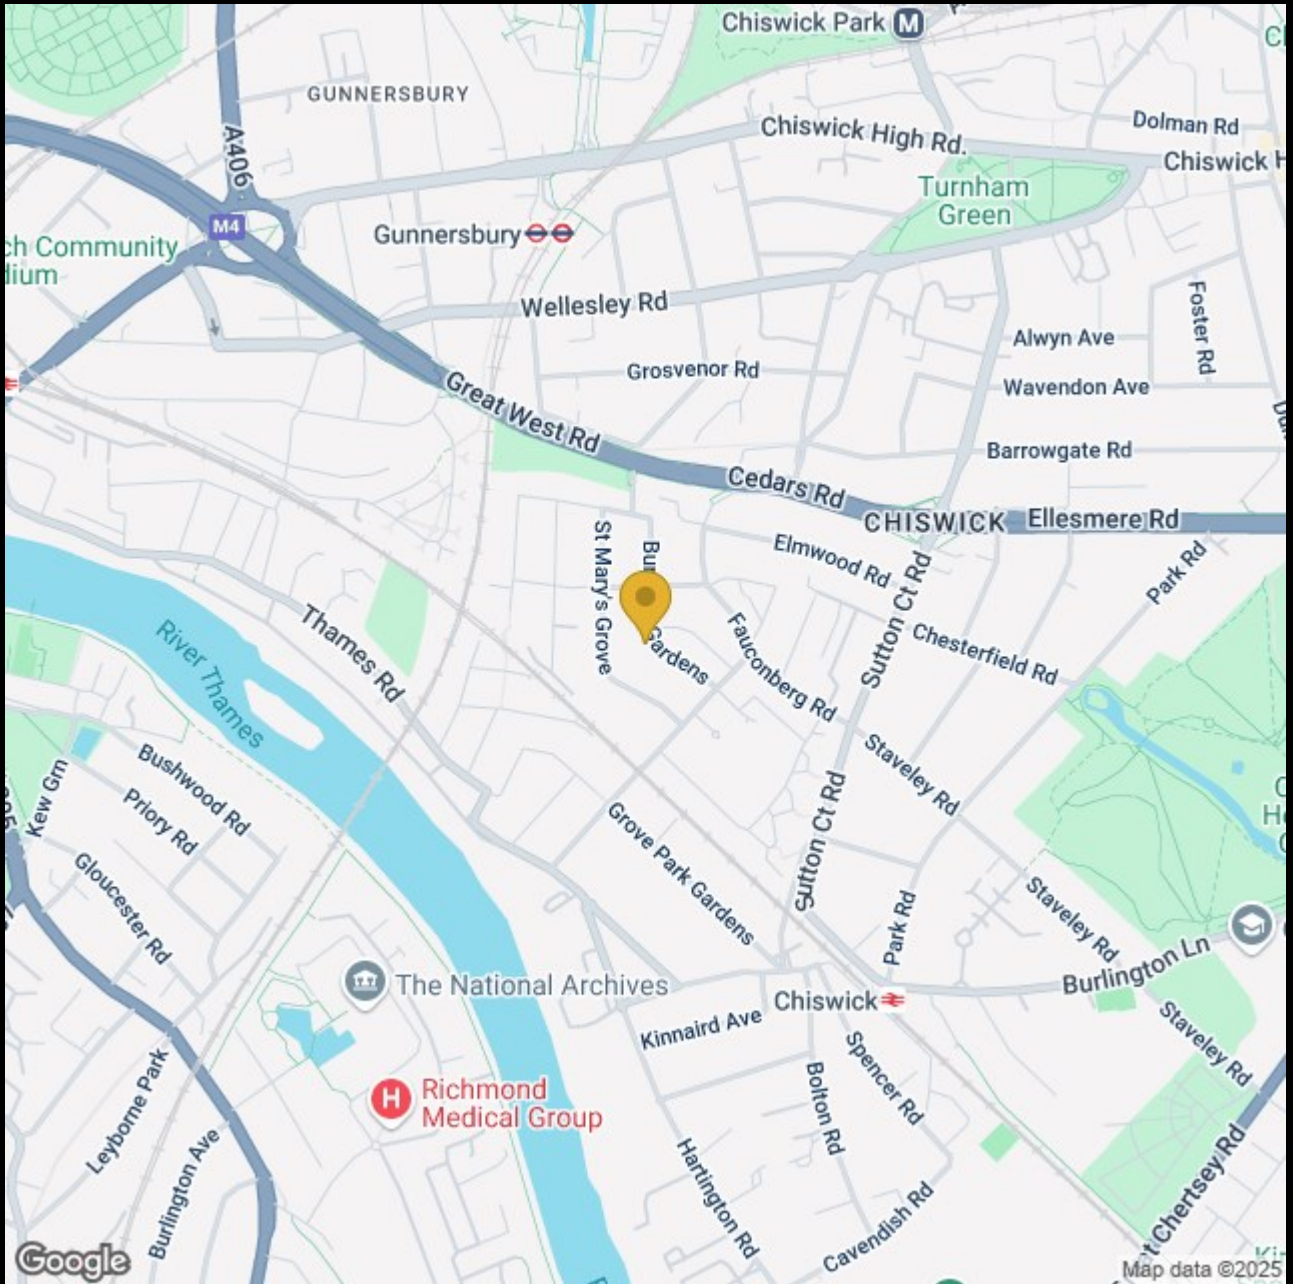 Chiswick Park M
GUNNERSBURY
A406
Chiswick High Rd.
Dolman Rd
Chiswick H
Turnham
Green
M4
Gunnersbury
ch Community
dium
Wellesley Rd
Foster Rd
Alwyn Ave
Grosvenor Rd
Wavendon Ave
Great West Rd
Barrowgate Rd
Cedars Rd
CHISWICK
Ellesmere Rd
St Mary's Grove
Bu
Gardens
Elmwood Rd
Sutton Ct Rd
Park Rd
Thames Rd
Fauconberg Rd
Chesterfield Rd
River Thames
Bushwood Rd
Staveley Rd
Kew Grn
Priory Rd
Sutton Ct Rd
Grove Park Gardens
Gloucester Rd
Park Rd
Staveley Rd
Burlington Ln
The National Archives
Chiswick
Kinnaird Ave
Staveley Rd
Spencer Rd
Bolton Rd
H Richmond
Medical Group
Leyborne Park
Burlington Ave
Hartington Rd
Cavendish Rd
t Chertsey Rd
Google
Map data ©2025